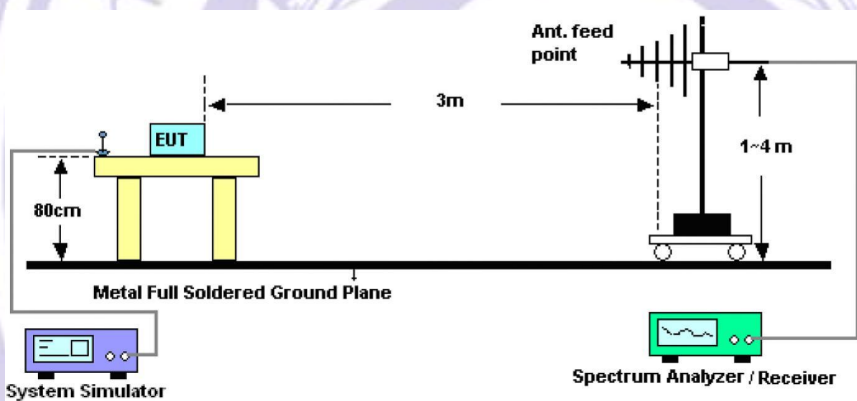 Ant. feed
point
3m
EUT
1~4 m
80cm
Metal Full Soldered Ground Plane
System Simulator
Spectrum Analyzer / Receiver